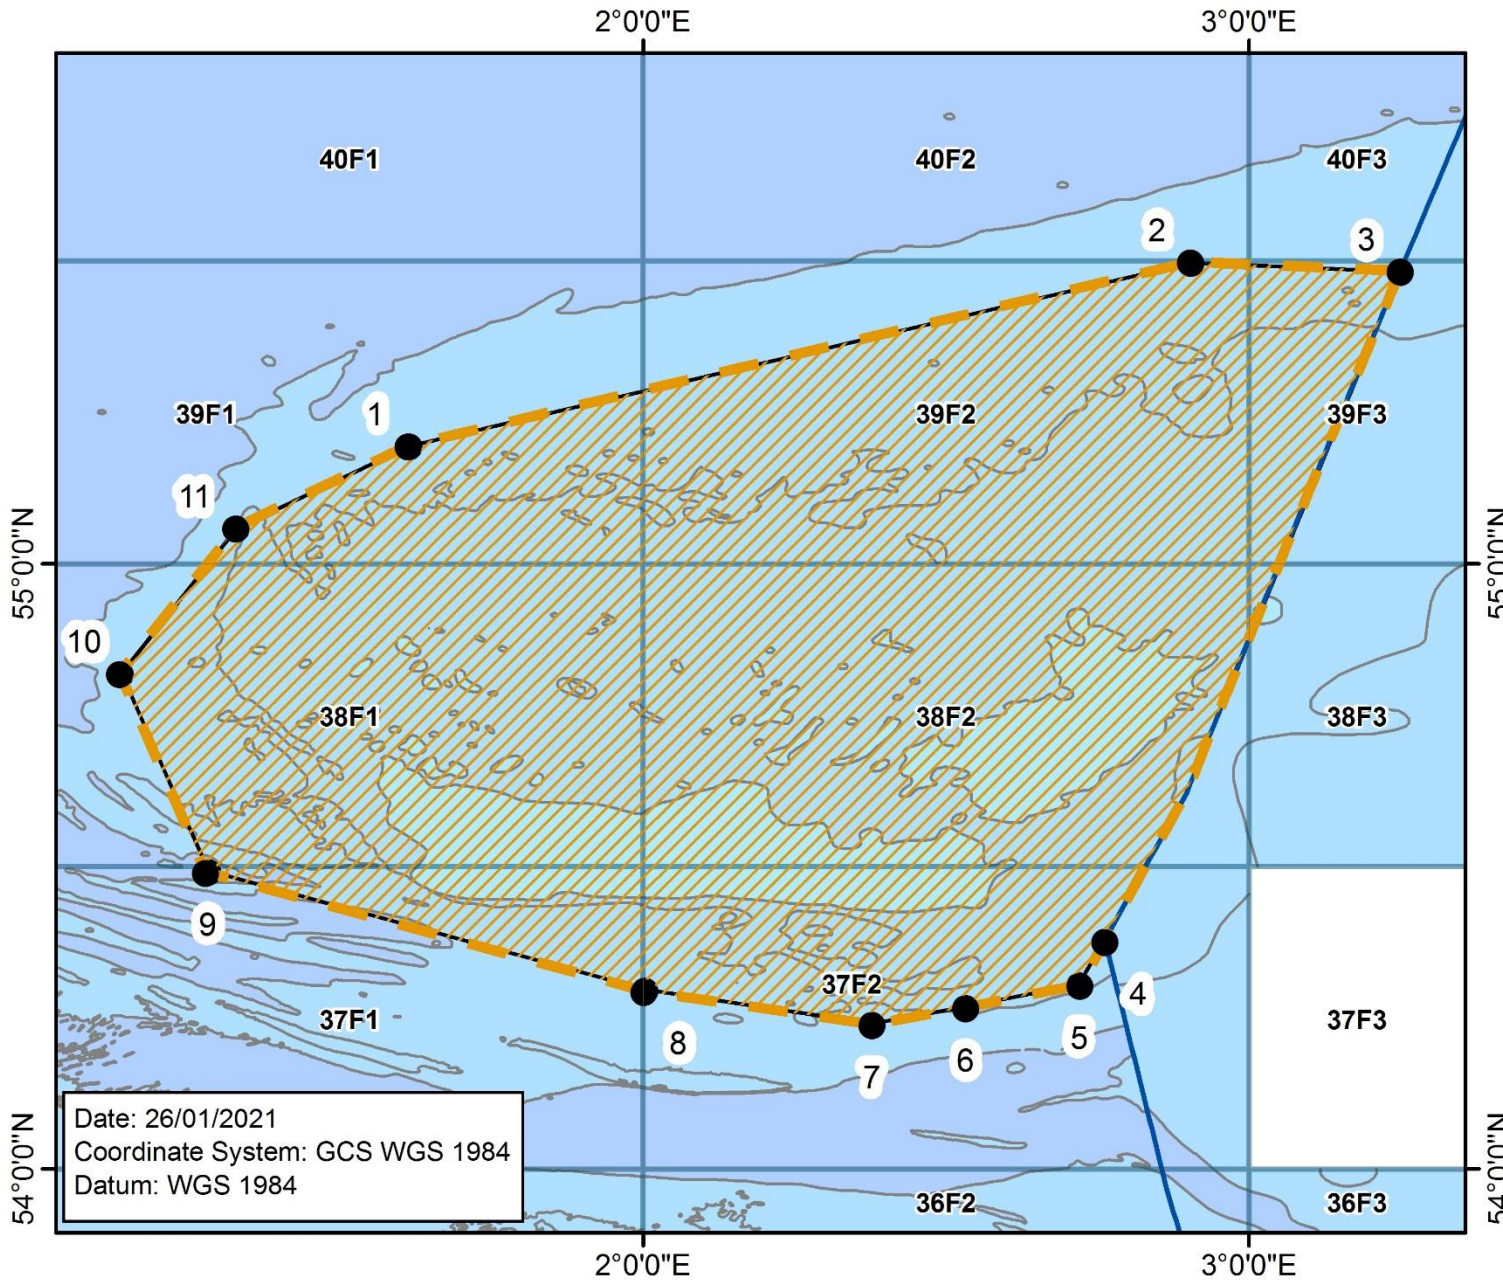 2°0'0"E
3°0'0"E
40F1
40F2
40F3
2
3
39F1
1
39F2
39F3
11
55°0'0"N
55°0'0"N
10
38F1
38F2
38F3
9
37F2
4
37F1
8
5
37F3
6
7
Date: 26/01/2021
Coordinate System: GCS WGS 1984
Datum: WGS 1984
54°0'0"N
54°0'0"N
36F2
36F3
2°0'0"E
3°0'0"E